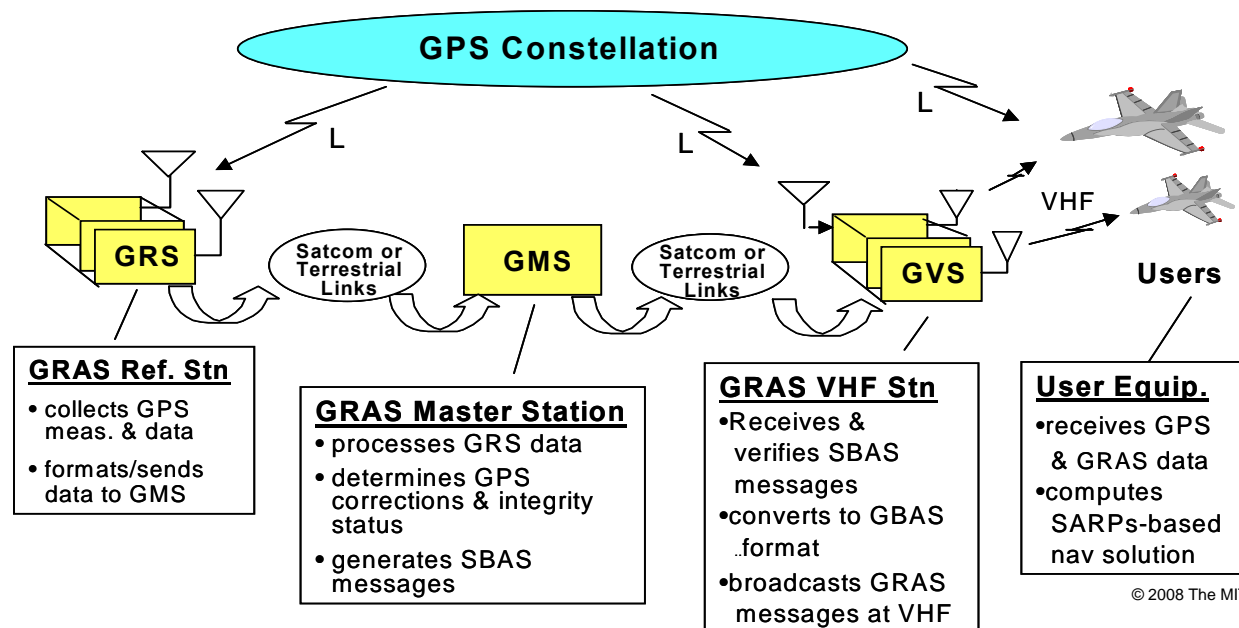 GPS Constellation
L
L
L
VHF
GRS
Satcom or
Terrestrial
Links
GMS
Satcom or
Terrestrial
Links
GVS
Users
GRAS Ref. Stn
• collects GPS
meas. & data
• formats/sends
data to GMS
GRAS Master Station
• processes GRS data
• determines GPS
corrections & integrity
status
• generates SBAS
messages
GRAS VHF Stn
•Receives &
verifies SBAS
messages
•converts to GBAS
..format
•broadcasts GRAS
messages at VHF
User Equip.
•receives GPS
& GRAS data
•computes
SARPs-based
nav solution
© 2008 The MI